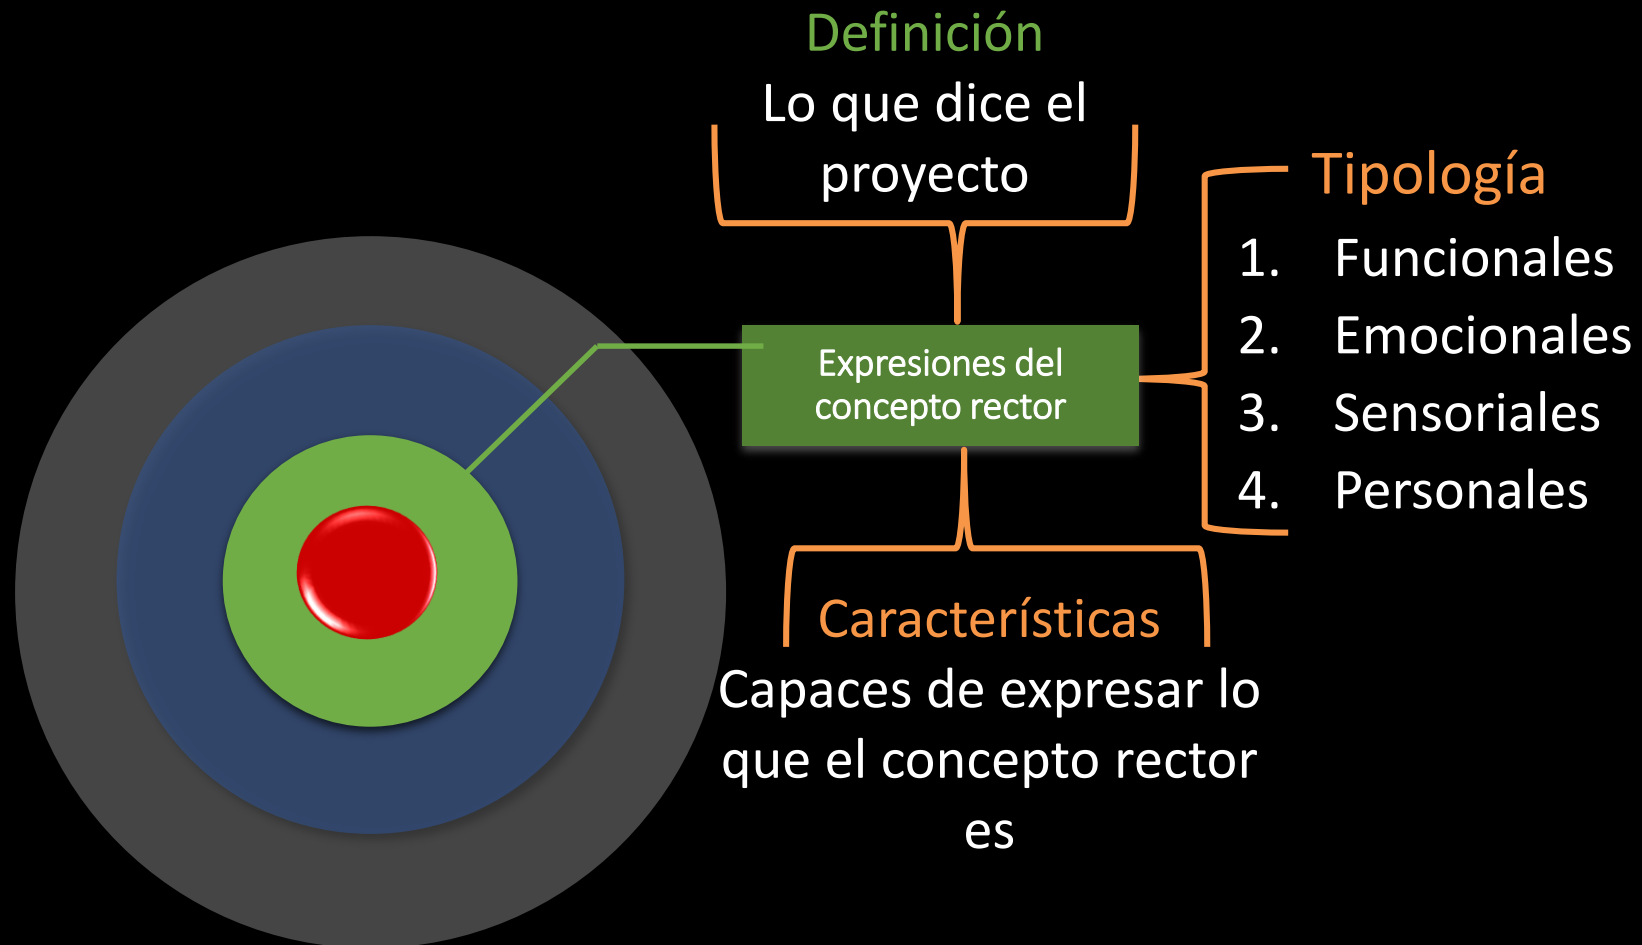 Definición
Lo que dice el
proyecto
Tipología
1. Funcionales
2. Emocionales
3. Sensoriales
4. Personales
Expresiones del
concepto rector
Características
Capaces de expresar lo
que el concepto rector
es